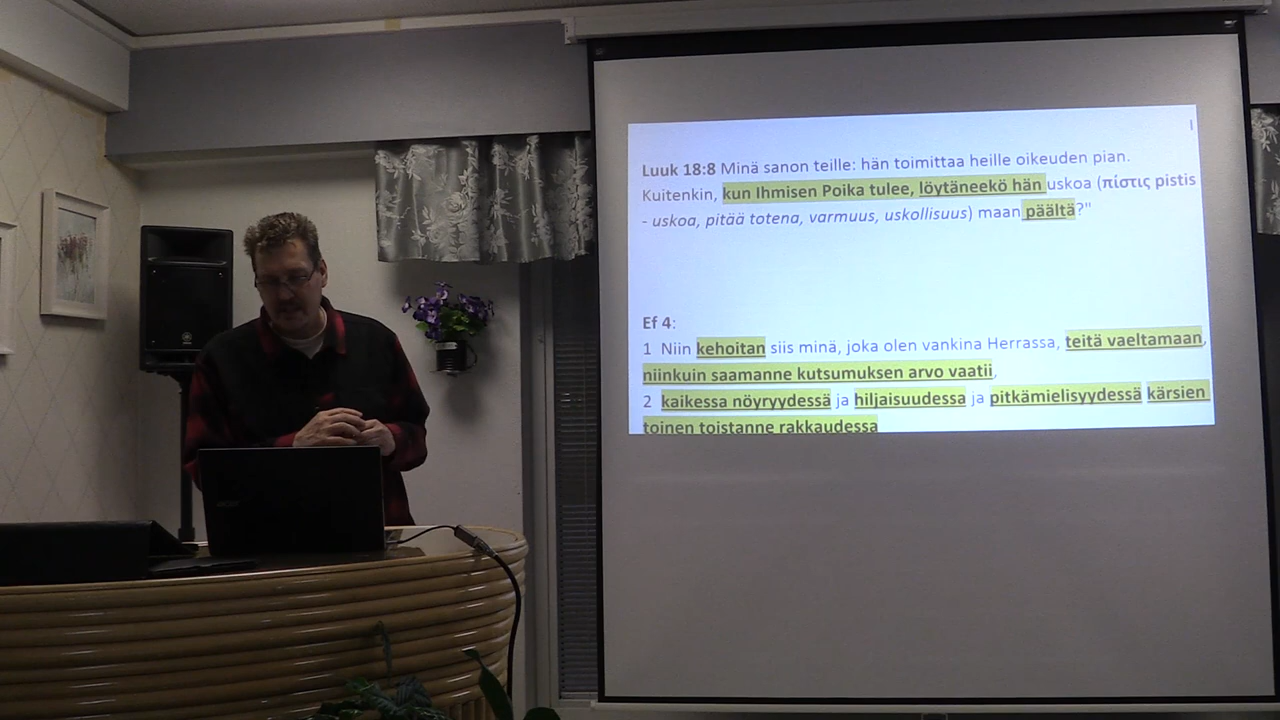 Luuk 18:8 Minä sanon teille: hän toimittaa heille oikeuden pian.
Kuitenkin, kun Ihmisen Poika tulee, löytäneekö hän uskoa (πίστις pistis
- uskoa, pitää totena, varmuus, uskollisuus) maan päältä?"
Ef 4:
1 Niin kehoitan siis minä, joka olen vankina Herrassa, teitä vaeltamaan,
niinkuin saamanne kutsumuksen arvo vaatii,
2 kaikessa nöyryydessä ja hiljaisuudessa ja pitkämielisyydessä kärsien
toinen toistanne rakkaudessa